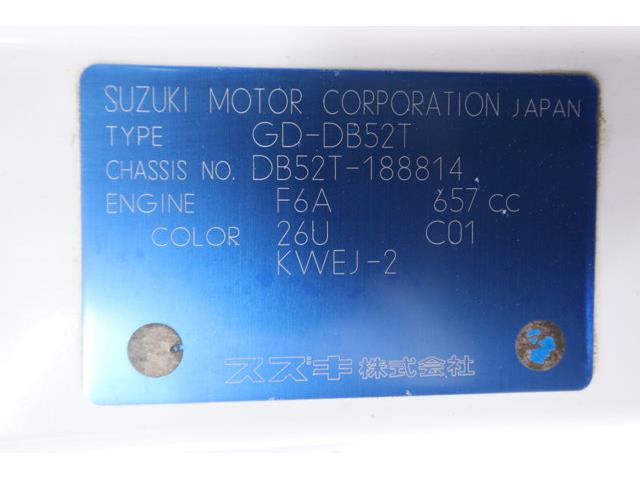 SUZUKI MOTOR CORPORATION JAPAN
TYPE GD-DB52T
CHASSIS NO. DB52T-188814
ENGINE F6A 657 CC
COLOR 26U C01
KWEJ-2
スズキ株式会社